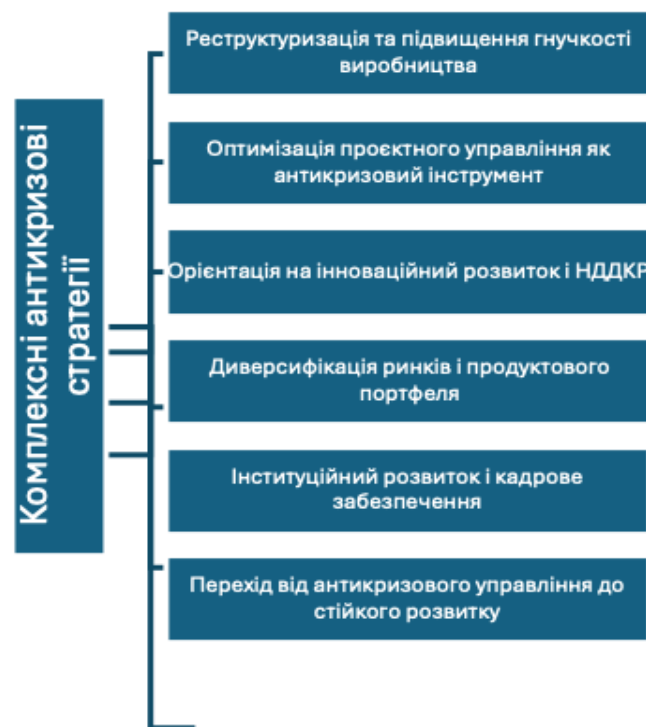 Комплексні антикризові
стратегії
Реструктуризація та підвищення гнучкості
виробництва
Оптимізація проєктного управління як
антикризовий інструмент
Орієнтація на інноваційний розвиток і НДДКР
Диверсифікація ринків і продуктового
портфеля
Інституційний розвиток і кадрове
забезпечення
Перехід від антикризового управління до
стійкого розвитку